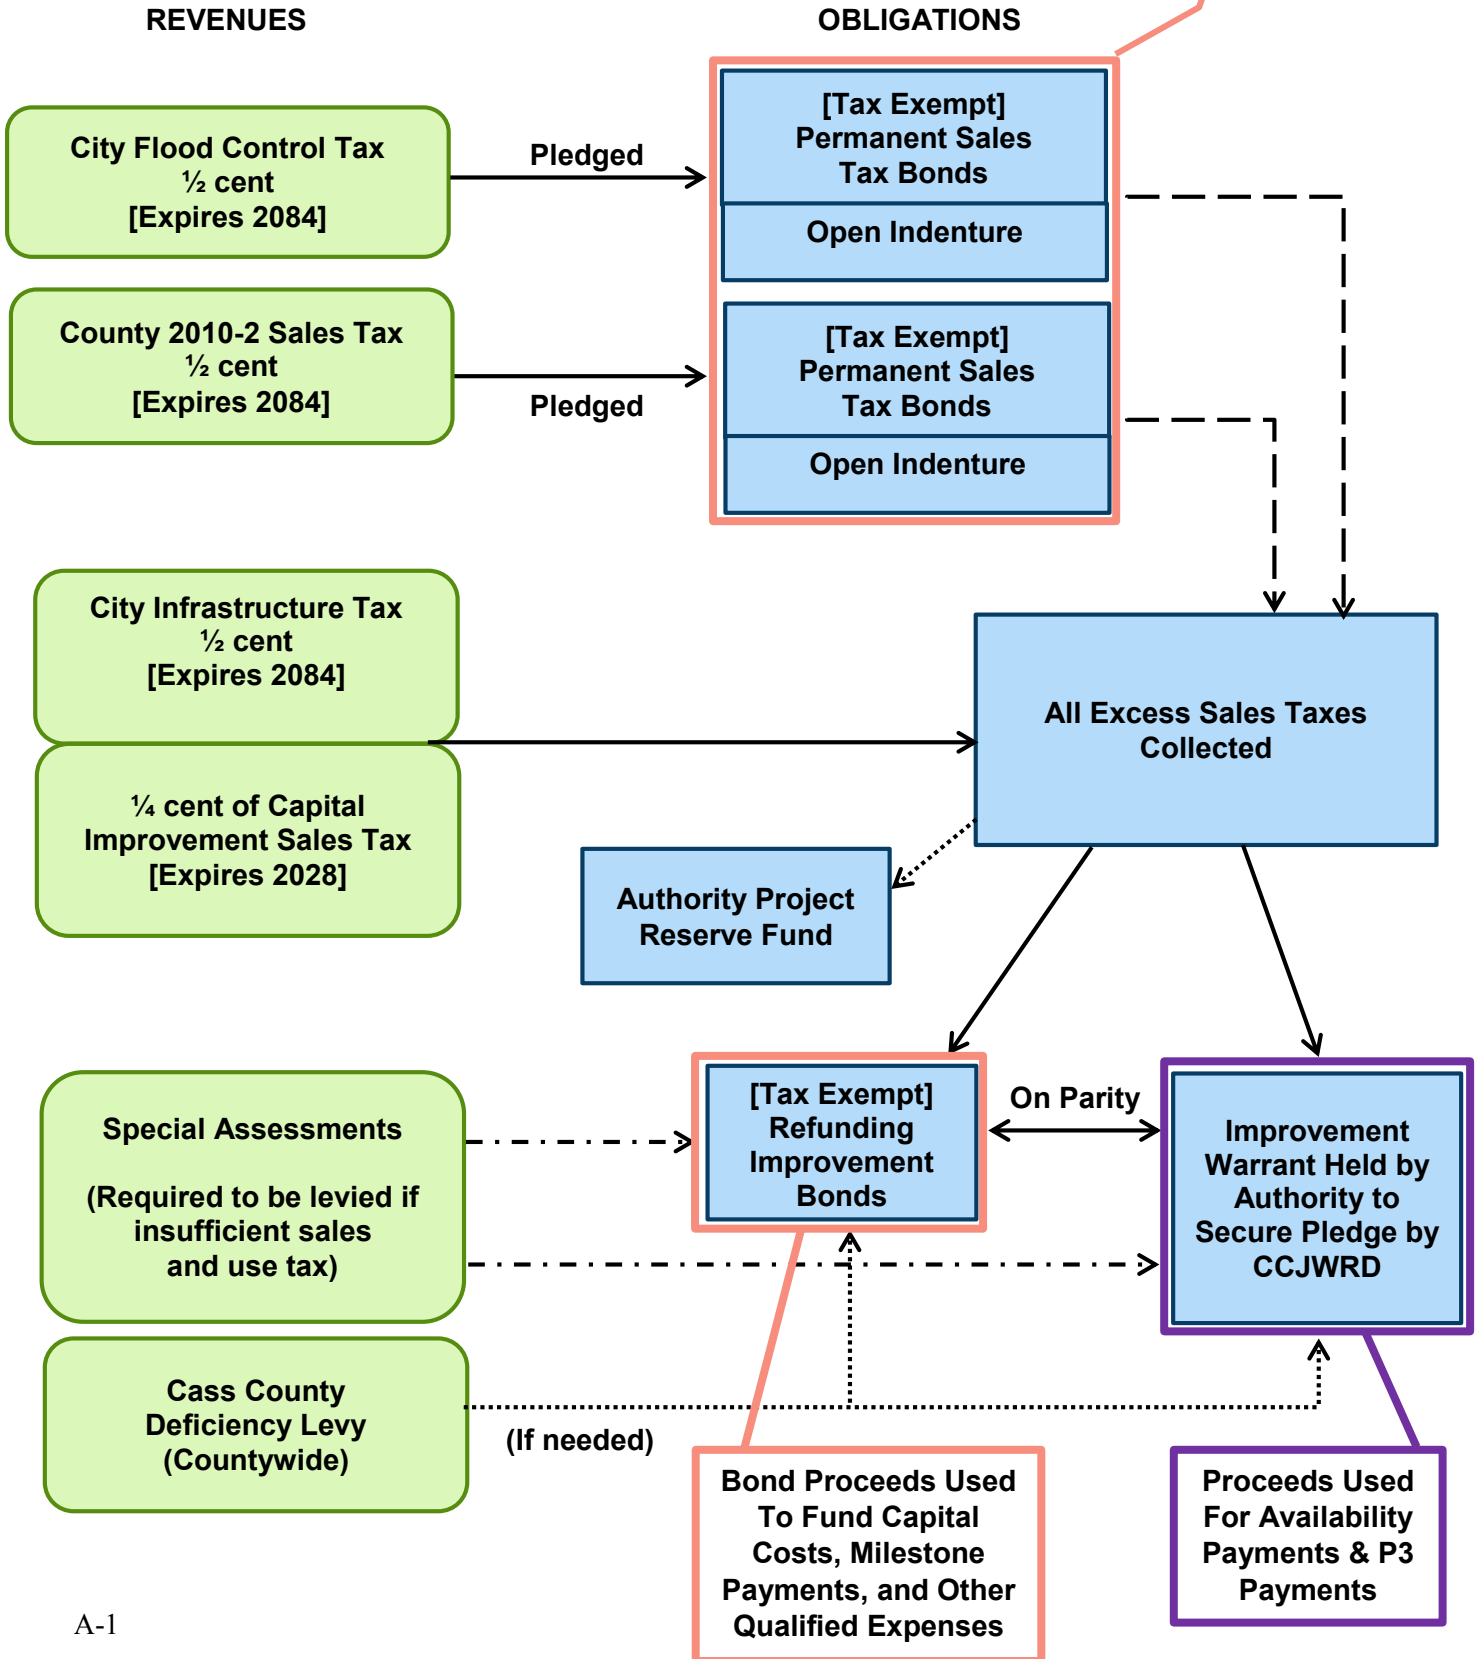 REVENUES
OBLIGATIONS
City Flood Control Tax
½ cent
[Expires 2084]
Pledged
[Tax Exempt]
Permanent Sales
Tax Bonds
Open Indenture
County 2010-2 Sales Tax
½ cent
[Expires 2084]
Pledged
[Tax Exempt]
Permanent Sales
Tax Bonds
Open Indenture
City Infrastructure Tax
½ cent
[Expires 2084]
¼ cent of Capital
Improvement Sales Tax
[Expires 2028]
All Excess Sales Taxes
Collected
Authority Project
Reserve Fund
Special Assessments
(Required to be levied if
insufficient sales
and use tax)
[Tax Exempt]
Refunding
Improvement
Bonds
On Parity
Improvement
Warrant Held by
Authority to
Secure Pledge by
CCJWRD
Cass County
Deficiency Levy
(Countywide)
(If needed)
Bond Proceeds Used
To Fund Capital
Costs, Milestone
Payments, and Other
Qualified Expenses
Proceeds Used
For Availability
Payments & P3
Payments
A-1